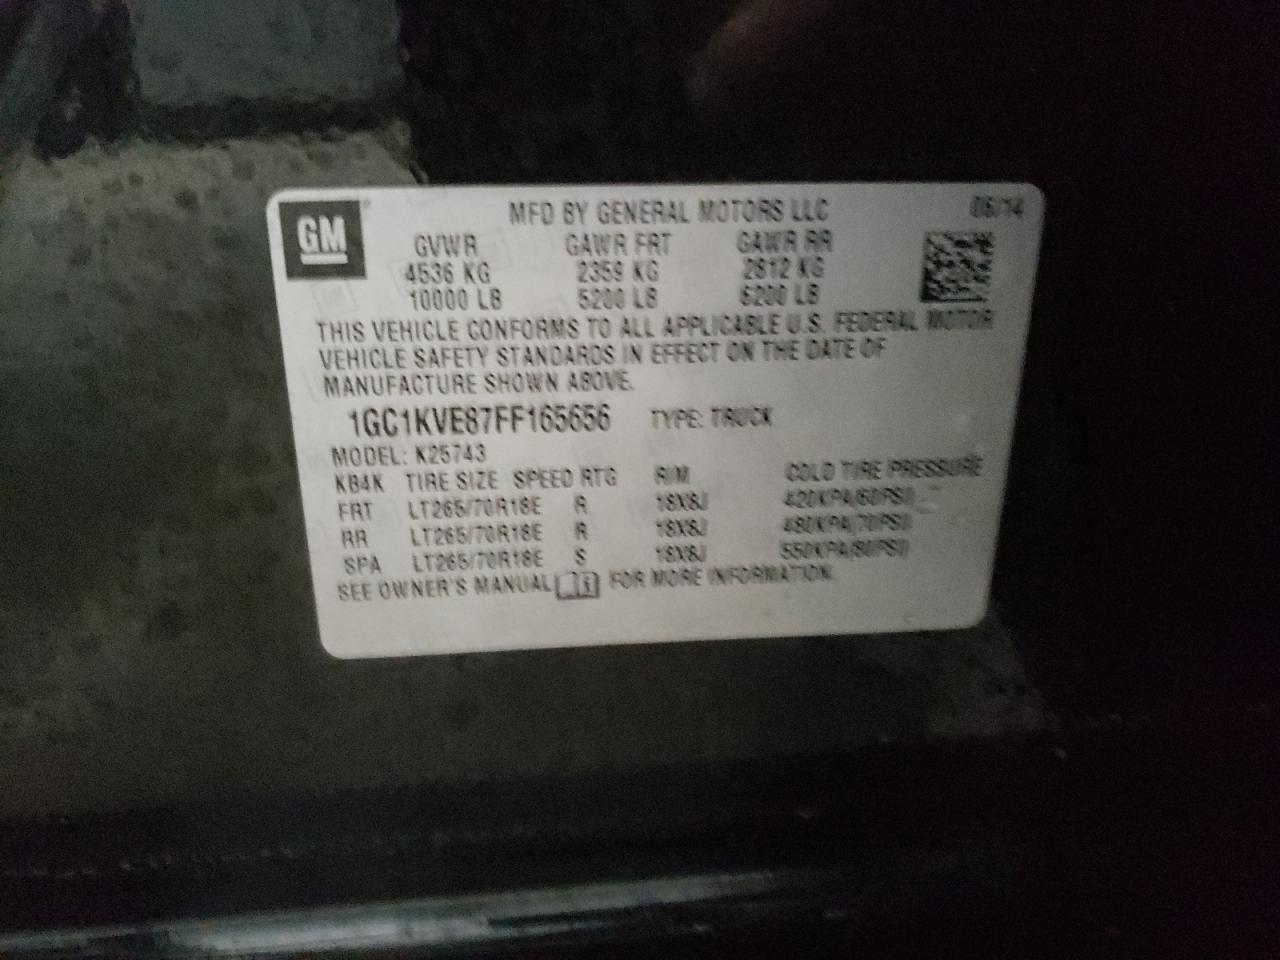 GM
MFD BY GENERAL MOTORS LLC 06/14
GVWR GAWR FRT GAWR RR
4536 KG 2359 KG 2812 KG
10000 LB 5200 LB 6200 LB
THIS VEHICLE CONFORMS TO ALL APPLICABLE U.S. FEDERAL MOTOR
VEHICLE SAFETY STANDARDS IN EFFECT ON THE DATE OF
MANUFACTURE SHOWN ABOVE.
1GC1KVE87FF165656 TYPE: TRUCK
MODEL: K25743
KB4K TIRE SIZE SPEED RTG RIM COLD TIRE PRESSURE
FRT LT265/70R18E R 18X8J 420KPA(60PSI)
RR LT265/70R18E R 18X8J 480KPA(70PSI)
SPA LT265/70R18E S 18X8J 550KPA(80PSI)
SEE OWNER'S MANUAL FOR MORE INFORMATION.